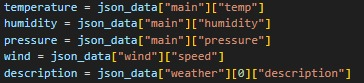 temperature = json_data["main"]["temp"]
humidity = json_data["main"]["humidity"]
pressure = json_data["main"]["pressure"]
wind = json_data["wind"]["speed"]
description = json_data["weather"][0]["description"]